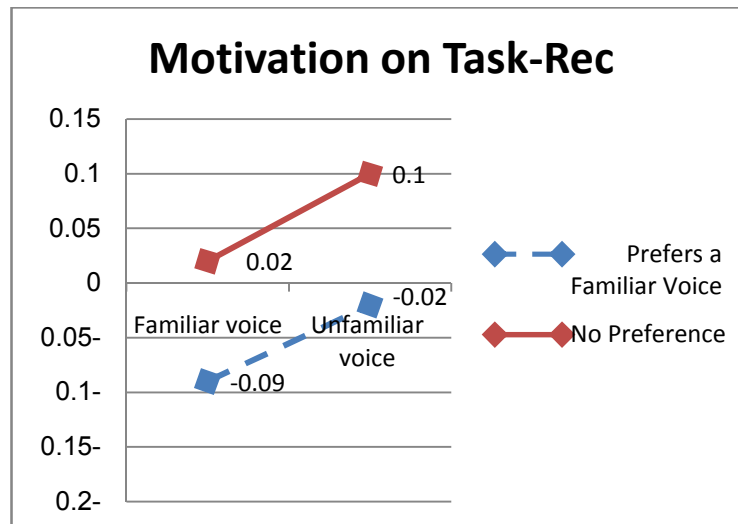 Motivation on Task-Rec
0.15
0.1
0.05
0
0.05-
0.1-
0.15-
0.2-
0.1
0.02
-0.02
-0.09
Familiar voice
Unfamiliar
voice
Prefers a
Familiar Voice
No Preference